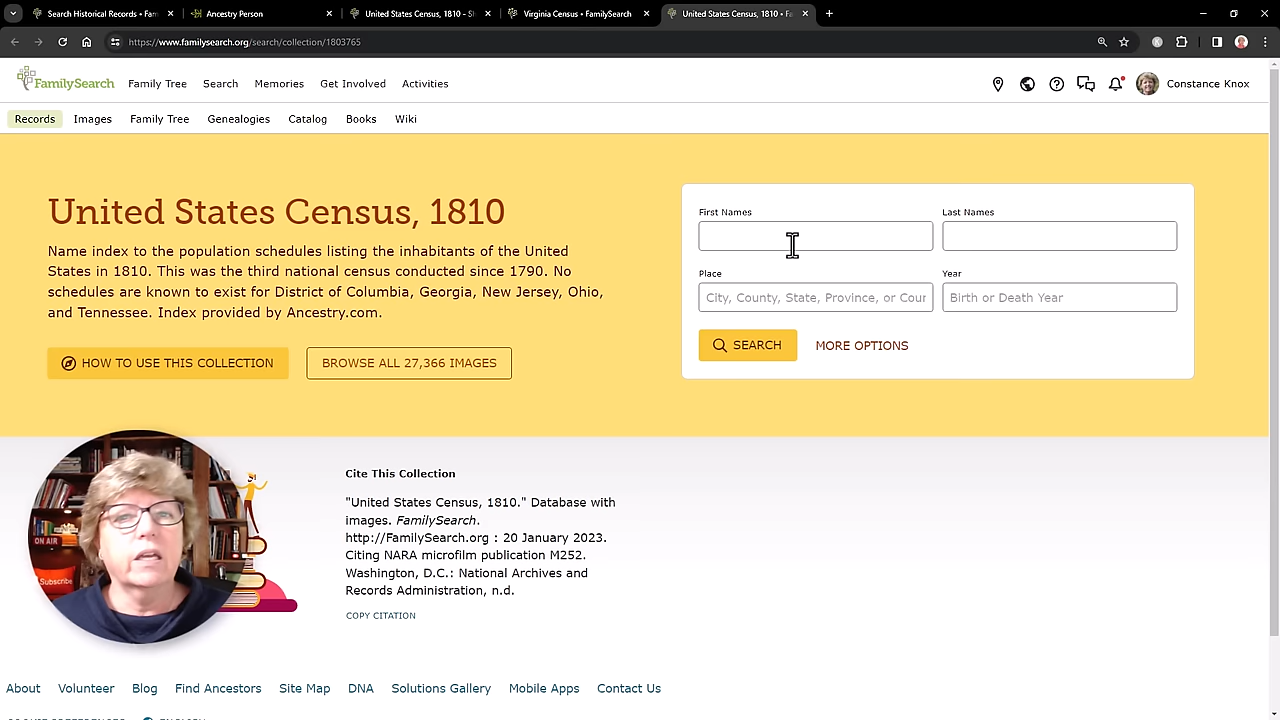 Search Historical Records • Fam
Ancestry Person
United States Census, 1810 - S
Virginia Census • FamilySearch
United States Census, 1810 • Fa
https://www.familysearch.org/search/collection/1803765
FamilySearch
Family Tree
Search
Memories
Get Involved
Activities
Constance Knox
Records
Images
Family Tree
Genealogies
Catalog
Books
Wiki
United States Census, 1810
Name index to the population schedules listing the inhabitants of the United
States in 1810. This was the third national census conducted since 1790. No
schedules are known to exist for District of Columbia, Georgia, New Jersey, Ohio,
and Tennessee. Index provided by Ancestry.com.
HOW TO USE THIS COLLECTION
BROWSE ALL 27,366 IMAGES
First Names
Last Names
Place
Year
City, County, State, Province, or Cour
Birth or Death Year
SEARCH
MORE OPTIONS
ON AIR
Subscribe
Cite This Collection
"United States Census, 1810." Database with
images. FamilySearch.
http://FamilySearch.org : 20 January 2023.
Citing NARA microfilm publication M252.
Washington, D.C.: National Archives and
Records Administration, n.d.
COPY CITATION
About
Volunteer
Blog
Find Ancestors
Site Map
DNA
Solutions Gallery
Mobile Apps
Contact Us